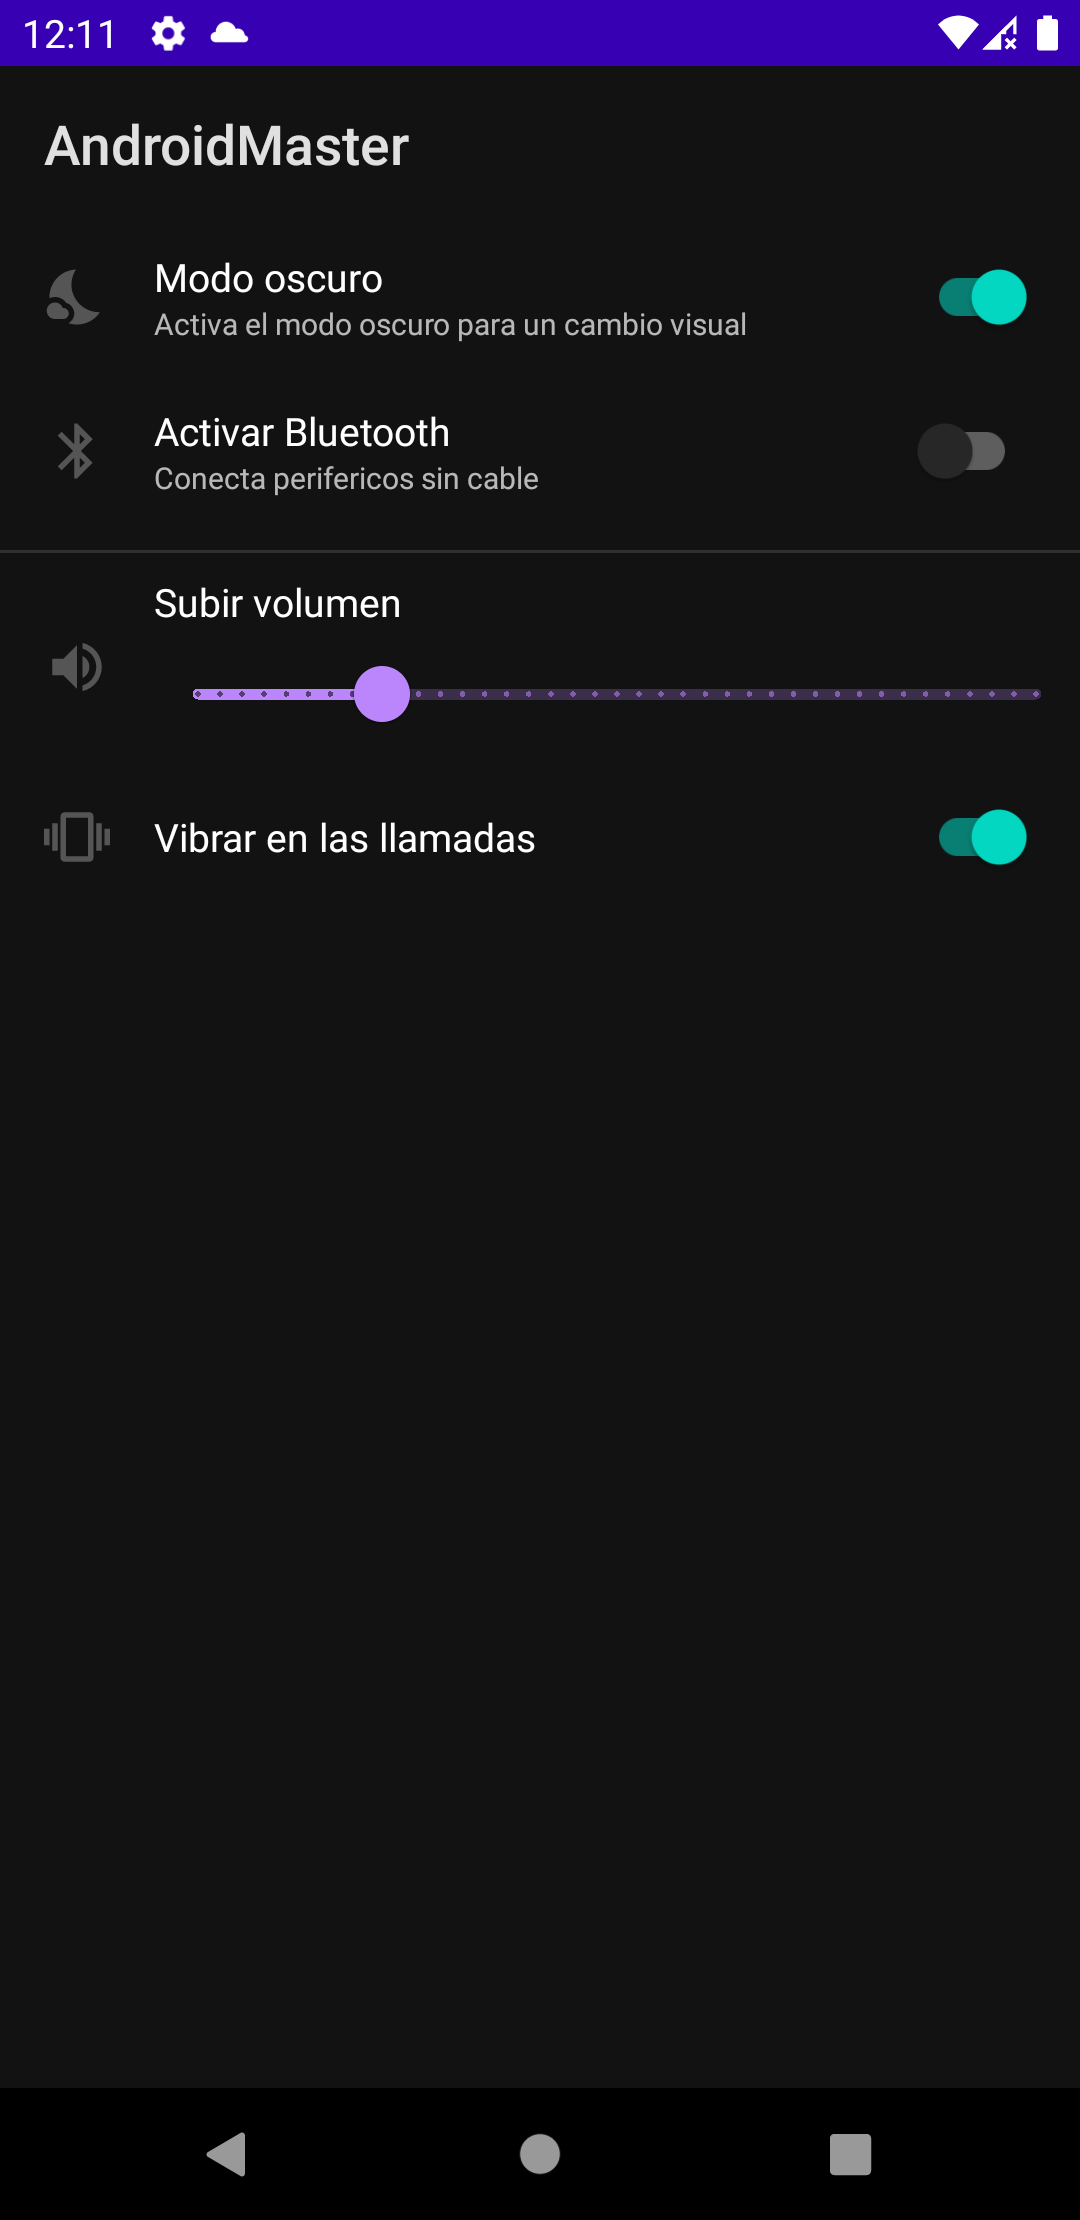 12:11
AndroidMaster
Modo oscuro
Activa el modo oscuro para un cambio visual
Activar Bluetooth
Conecta perifericos sin cable
Subir volumen
Vibrar en las llamadas